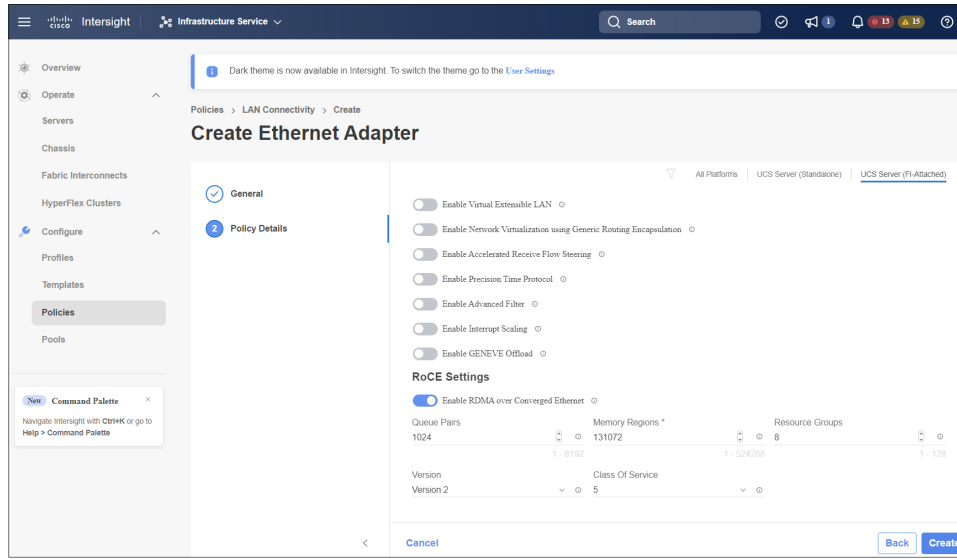 CISCO Intersight
Infrastructure Service
Search
1
13
15
Overview
Operate
Servers
Chassis
Fabric Interconnects
HyperFlex Clusters
Configure
Profiles
Templates
Policies
Pools
New Command Palette ×
Navigate Intersight with Ctrl+K or go to
Help > Command Palette
Dark theme is now available in Intersight. To switch the theme go to the User Settings
Policies > LAN Connectivity > Create
Create Ethernet Adapter
General
2 Policy Details
All Platforms UCS Server (Standalone) UCS Server (FI-Attached)
Enable Virtual Extensible LAN
Enable Network Virtualization using Generic Routing Encapsulation
Enable Accelerated Receive Flow Steering
Enable Precision Time Protocol
Enable Advanced Filter
Enable Interrupt Scaling
Enable GENEVE Offload
RoCE Settings
Enable RDMA over Converged Ethernet
Queue Pairs Memory Regions * Resource Groups
1024 131072 8
1 - 8192 1 - 524288 1 - 128
Version Class Of Service
Version 2 5
< Cancel Back Create